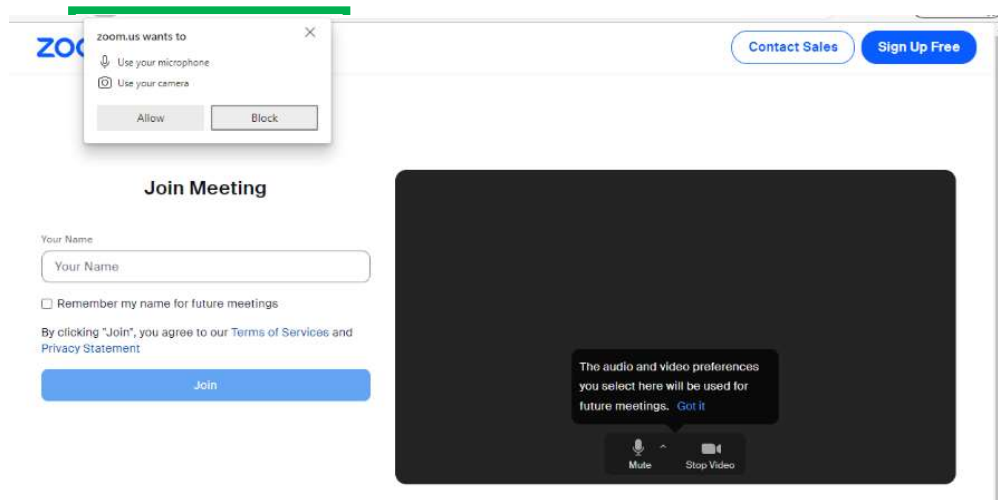 zoom.us wants to
Use your microphone
Use your camera
Allow
Block
Contact Sales
Sign Up Free
Join Meeting
Your Name
Your Name
Remember my name for future meetings
By clicking "Join", you agree to our Terms of Services and
Privacy Statement
Join
The audio and video preferences
you select here will be used for
future meetings. Got it
Mute
Stop Video